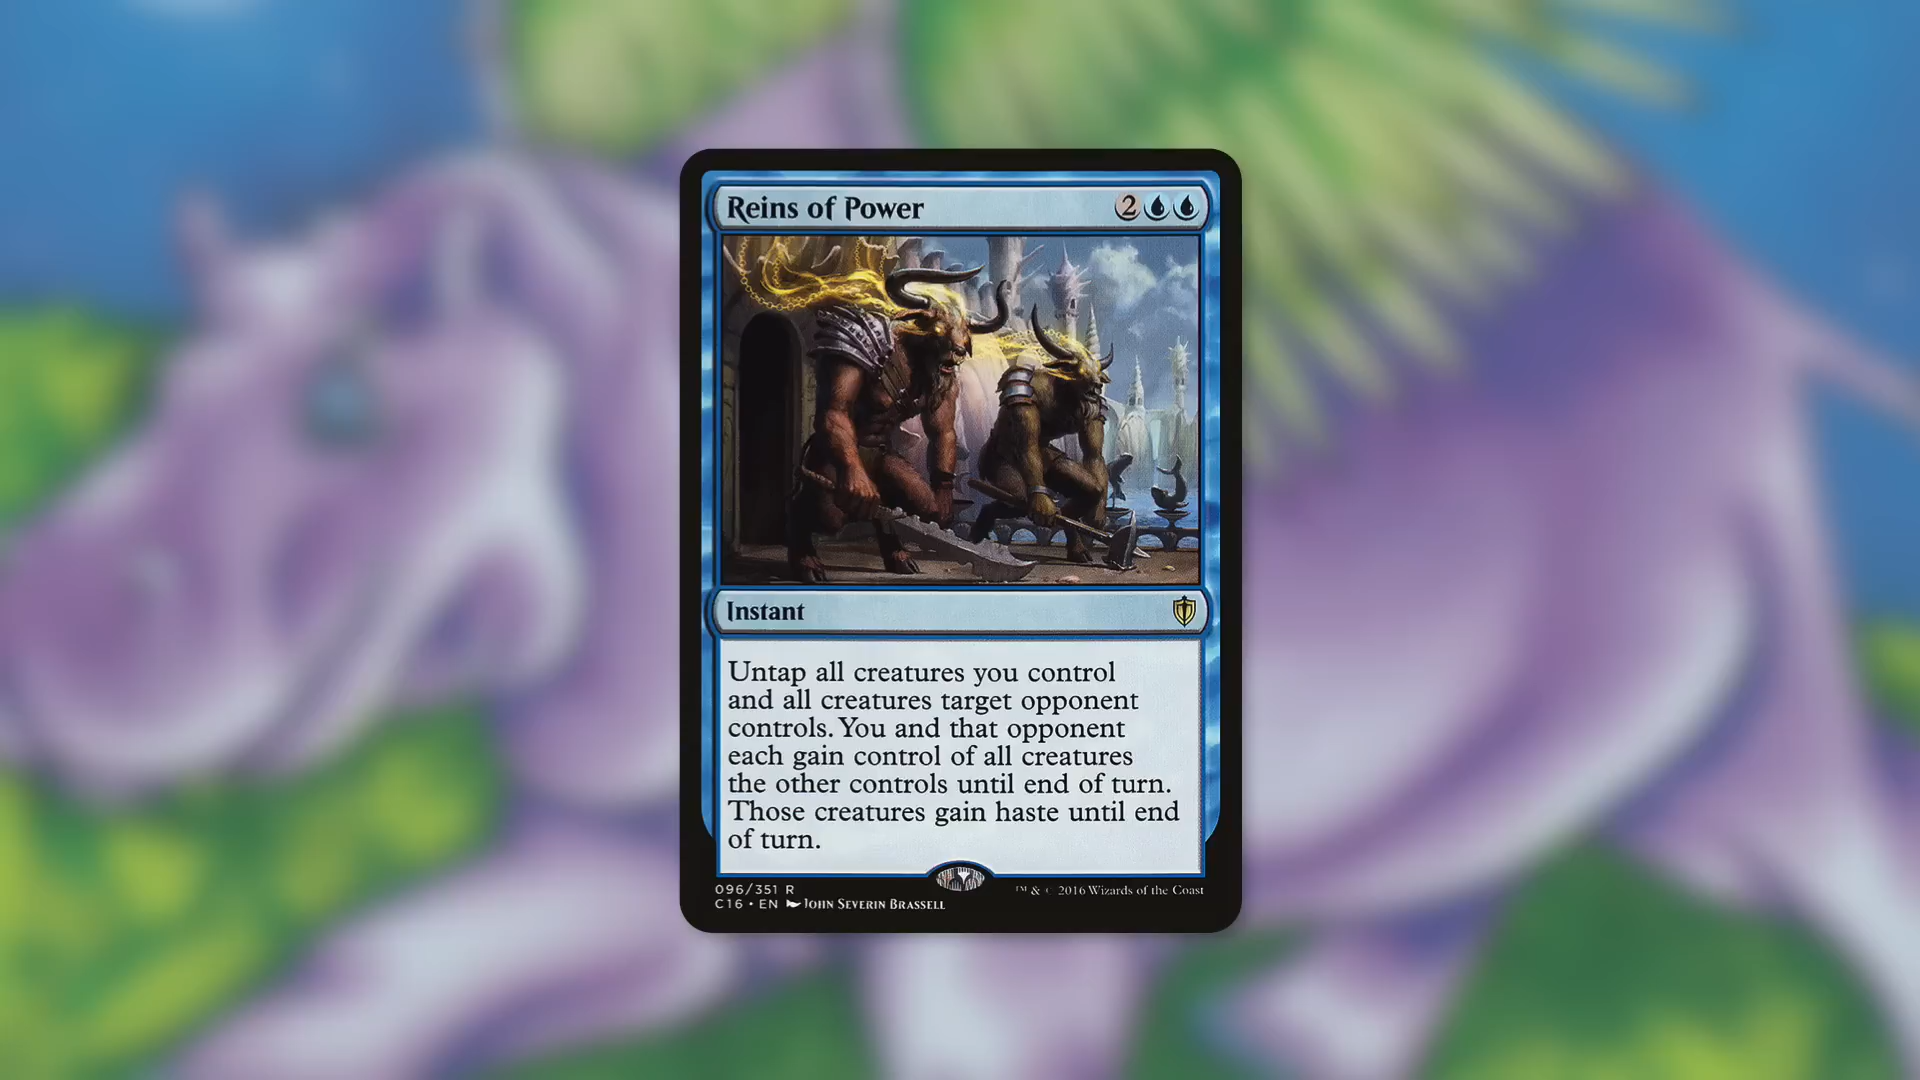 Reins of Power 2
Instant
Untap all creatures you control
and all creatures target opponent
controls. You and that opponent
each gain control of all creatures
the other controls until end of turn.
Those creatures gain haste until end
of turn.
096/351 R
™ & © 2016 Wizards of the Coast
C16 • EN John Severin Brassell